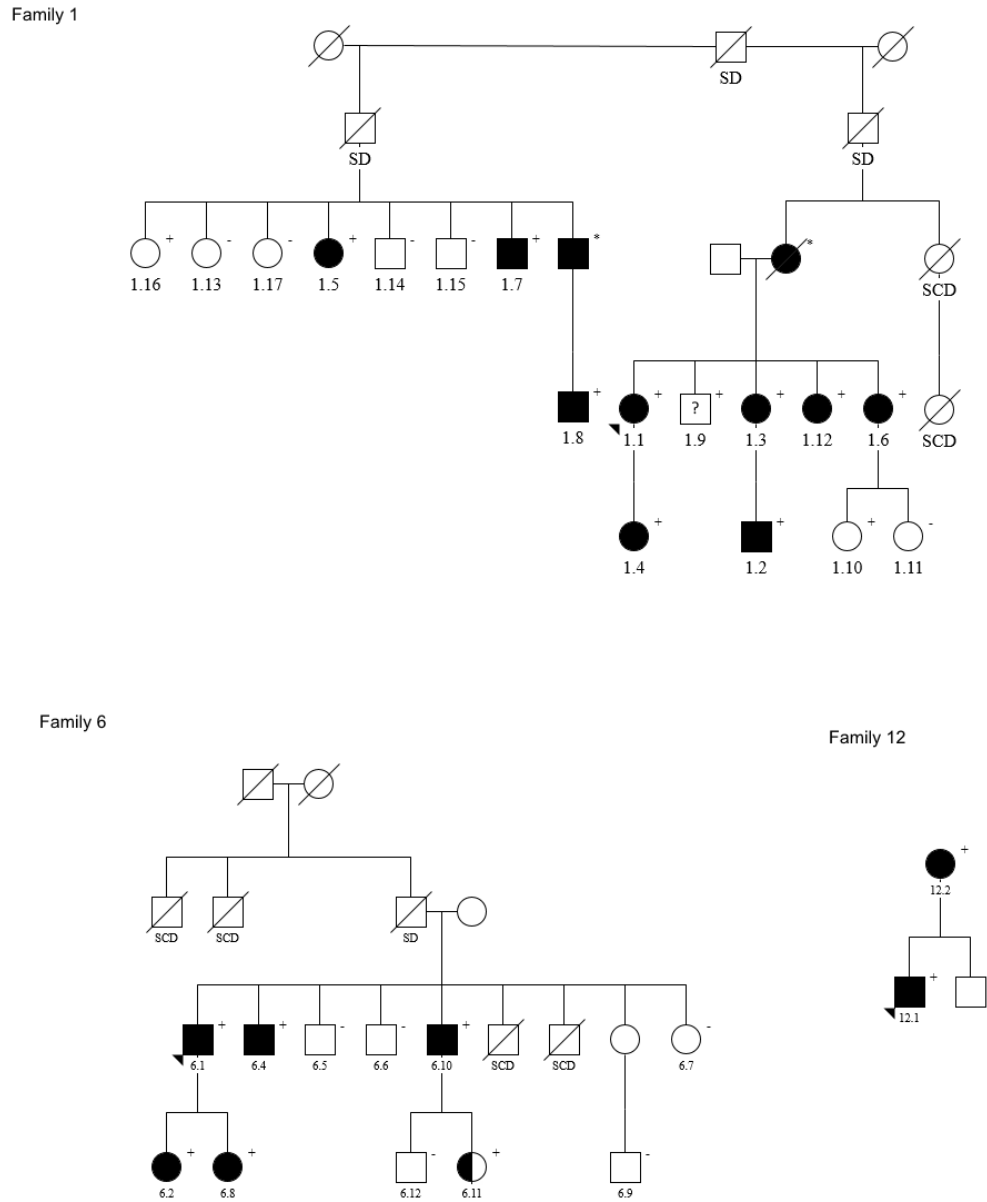 Family 1
SD
SD SD
+ - - + - - + * *
1.16 1.13 1.17 1.5 1.14 1.15 1.7
SCD
+ + ? + + + +
1.8 1.1 1.9 1.3 1.12 1.6 SCD
+ + + -
1.4 1.2 1.10 1.11
Family 6
Family 12
+
12.2
SCD SCD SD
+
12.1
+ + - - + -
6.1 6.4 6.5 6.6 6.10 SCD SCD 6.7
+ + - + -
6.2 6.8 6.12 6.11 6.9